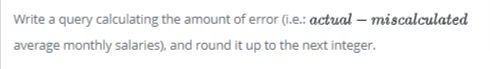 Write a query calculating the amount of error (i.e.: actual − miscalculated
average monthly salaries), and round it up to the next integer.